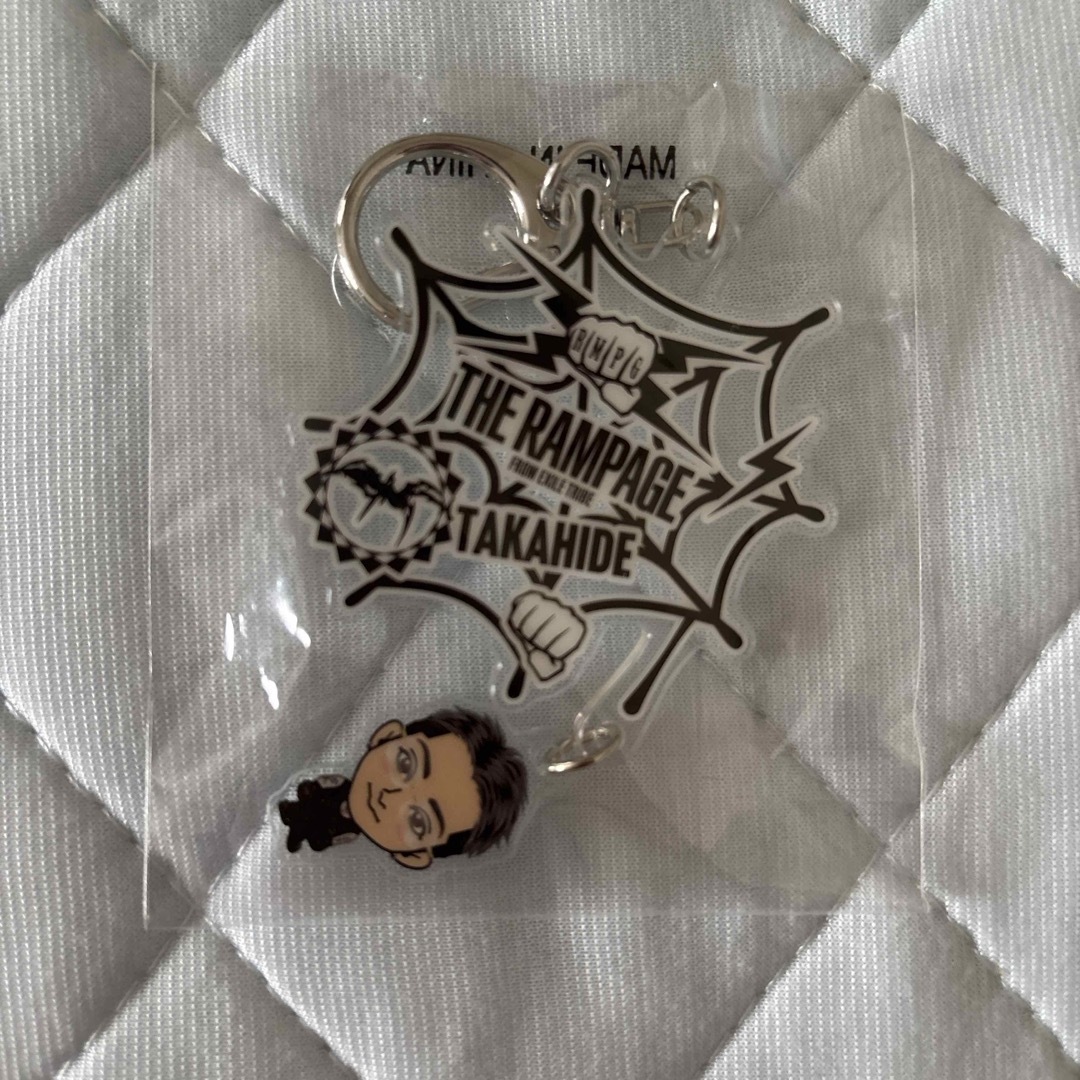 RMPG
THE RAMPAGE
FROM EXILE TRIBE
TAKAHIDE